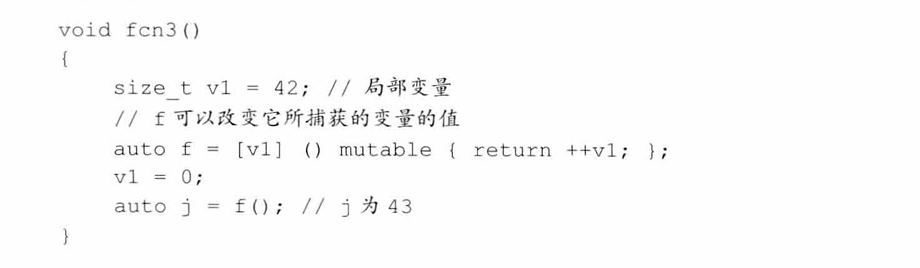 void fcn3()
{
    size_t v1 = 42; // 局部变量
    // f 可以改变它所捕获的变量的值
    auto f = [v1] () mutable { return ++v1; };
    v1 = 0;
    auto j = f(); // j 为 43
}